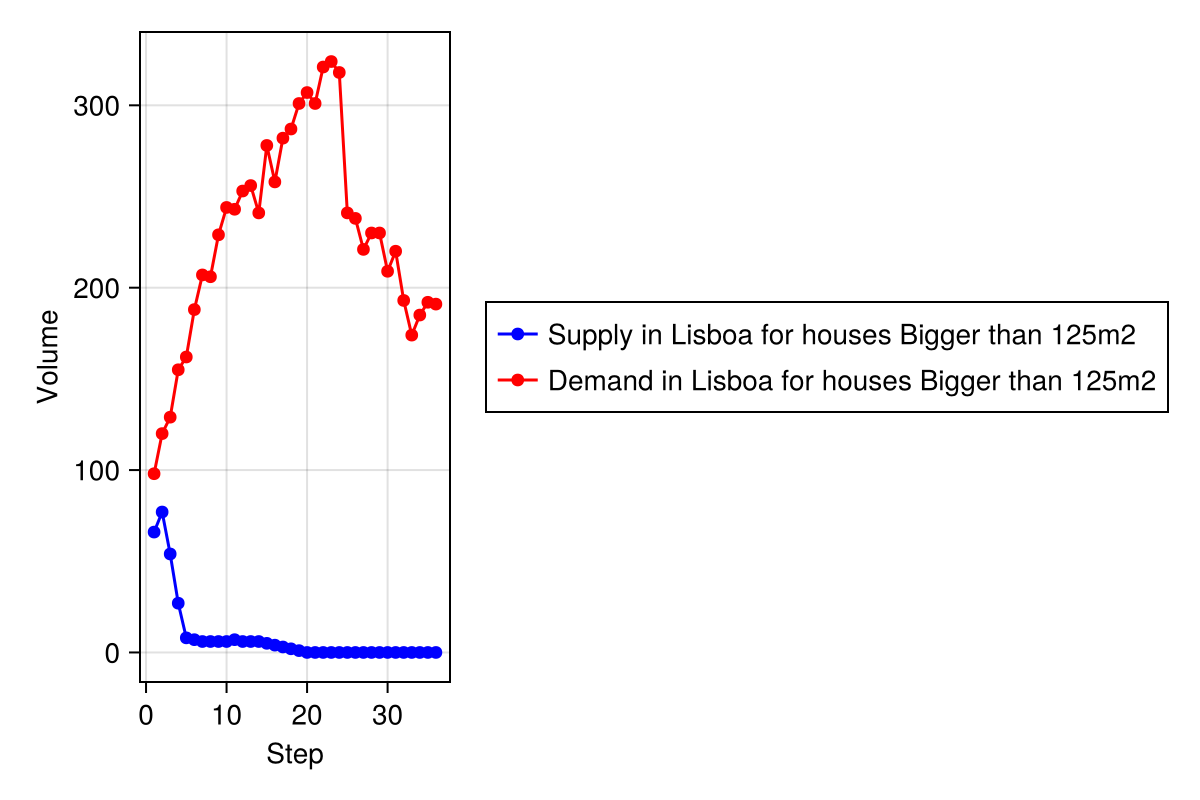 300
200
100
0
Volume
0 10 20 30
Step
Supply in Lisboa for houses Bigger than 125m2
Demand in Lisboa for houses Bigger than 125m2